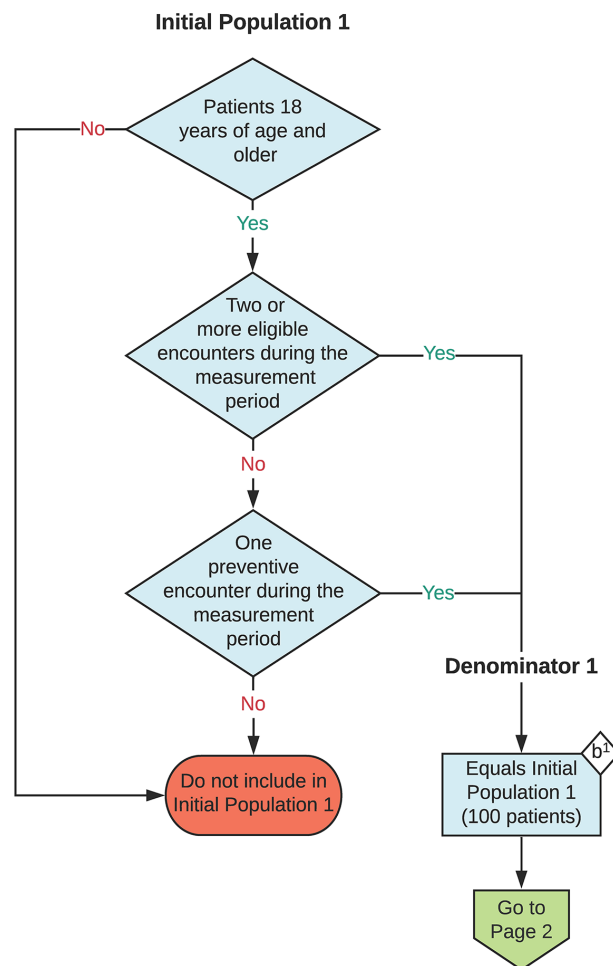 Initial Population 1
Patients 18
years of age and
older
No
Yes
Two or
more eligible
encounters during the
measurement
period
Yes
No
One
preventive
encounter during the
measurement
period
Yes
Denominator 1
No
Do not include in
Initial Population 1
b¹
Equals Initial
Population 1
(100 patients)
Go to
Page 2